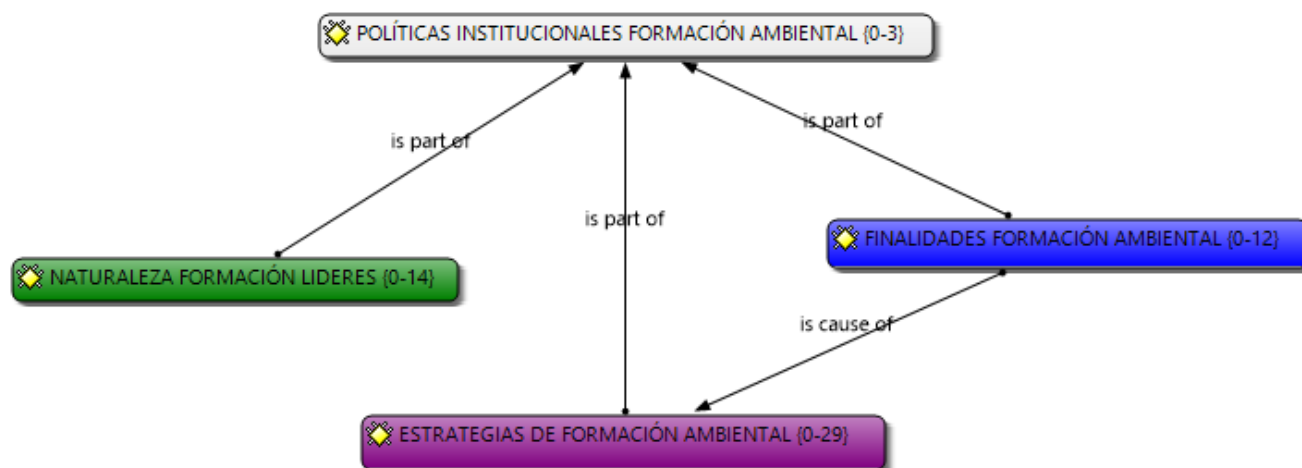 POLÍTICAS INSTITUCIONALES FORMACIÓN AMBIENTAL {0-3}
is part of
is part of
is part of
FINALIDADES FORMACIÓN AMBIENTAL {0-12}
NATURALEZA FORMACIÓN LIDERES {0-14}
is cause of
ESTRATEGIAS DE FORMACIÓN AMBIENTAL {0-29}